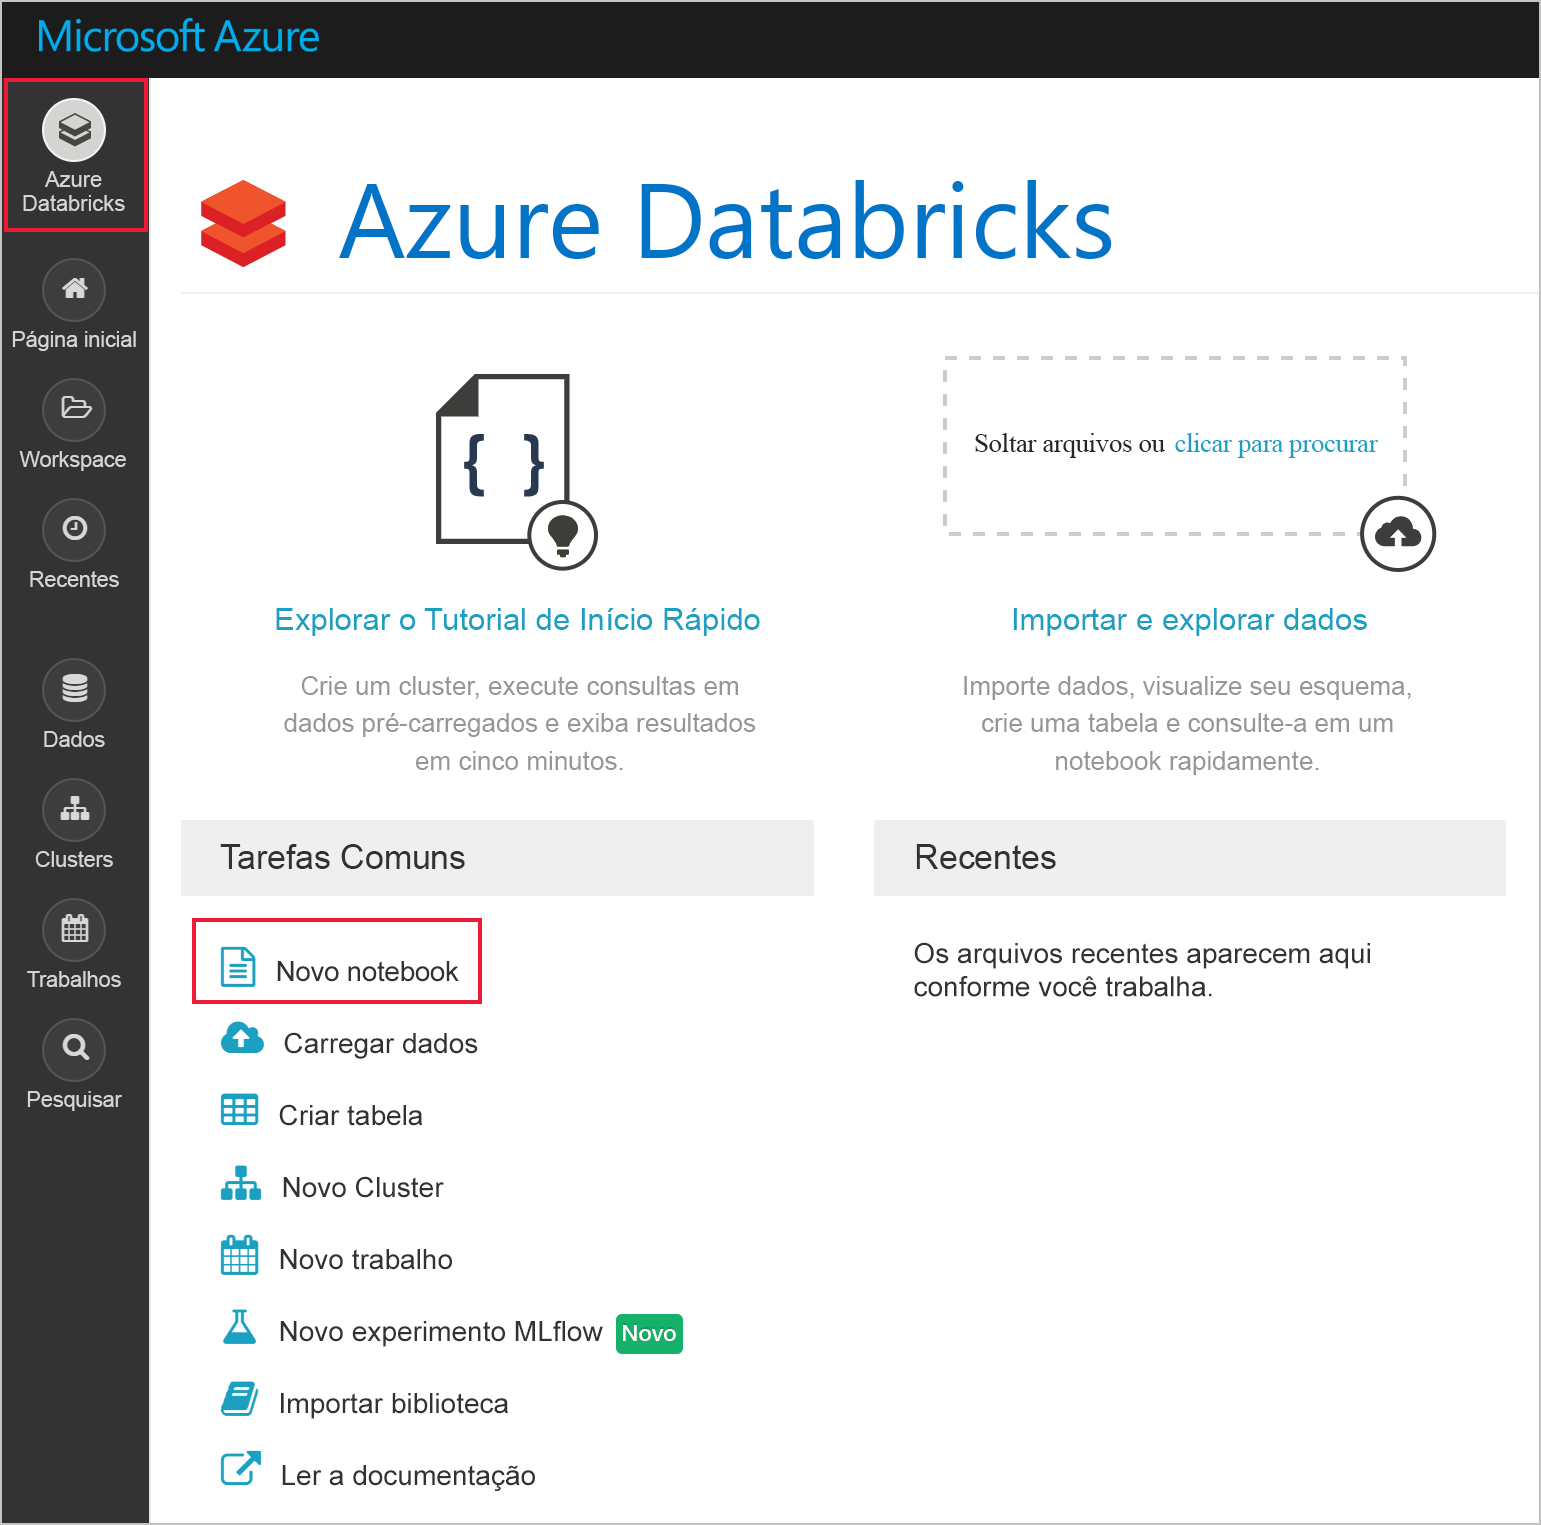 Microsoft Azure
Azure
Databricks
Página inicial
Workspace
Recentes
Dados
Clusters
Trabalhos
Pesquisar
Azure Databricks
{ }
Explorar o Tutorial de Início Rápido
Crie um cluster, execute consultas em
dados pré-carregados e exiba resultados
em cinco minutos.
Soltar arquivos ou clicar para procurar
Importar e explorar dados
Importe dados, visualize seu esquema,
crie uma tabela e consulte-a em um
notebook rapidamente.
Tarefas Comuns
Novo notebook
Carregar dados
Criar tabela
Novo Cluster
Novo trabalho
Novo experimento MLflow Novo
Importar biblioteca
Ler a documentação
Recentes
Os arquivos recentes aparecem aqui
conforme você trabalha.